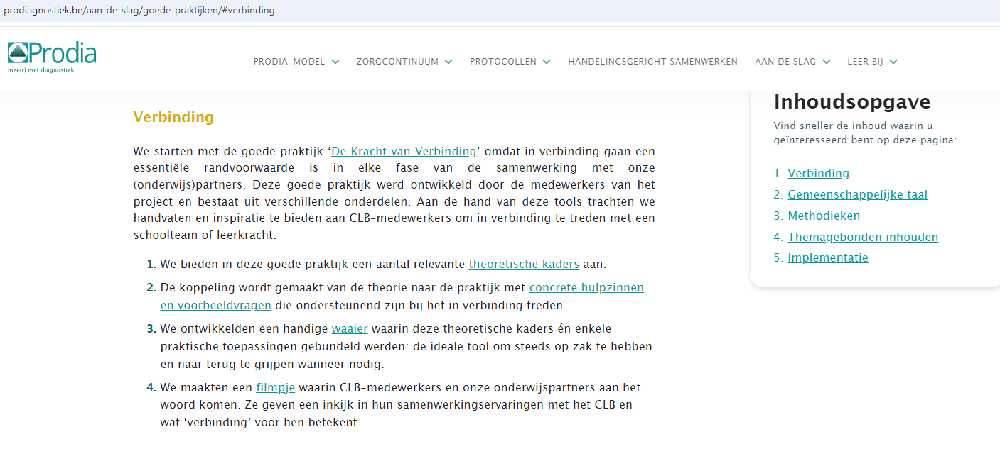 prodiagnostiek.be/aan-de-slag/goede-praktijken/#verbinding
Prodia
mee(r) met diagnostiek
PRODIA-MODEL ZORGCONTINUUM PROTOCOLLEN HANDELINGSGERICHT SAMENWERKEN AAN DE SLAG LEER BIJ
Verbinding
We starten met de goede praktijk ‘De Kracht van Verbinding’ omdat in verbinding gaan een
essentiële randvoorwaarde is in elke fase van de samenwerking met onze
(onderwijs)partners. Deze goede praktijk werd ontwikkeld door de medewerkers van het
project en bestaat uit verschillende onderdelen. Aan de hand van deze tools trachten we
handvaten en inspiratie te bieden aan CLB-medewerkers om in verbinding te treden met een
schoolteam of leerkracht.
1. We bieden in deze goede praktijk een aantal relevante theoretische kaders aan.
2. De koppeling wordt gemaakt van de theorie naar de praktijk met concrete hulpzinnen
en voorbeeldvragen die ondersteunend zijn bij het in verbinding treden.
3. We ontwikkelden een handige waaier waarin deze theoretische kaders én enkele
praktische toepassingen gebundeld werden: de ideale tool om steeds op zak te hebben
en naar terug te grijpen wanneer nodig.
4. We maakten een filmpje waarin CLB-medewerkers en onze onderwijspartners aan het
woord komen. Ze geven een inkijk in hun samenwerkingservaringen met het CLB en
wat ‘verbinding’ voor hen betekent.
Inhoudsopgave
Vind sneller de inhoud waarin u
geïnteresseerd bent op deze pagina:
1. Verbinding
2. Gemeenschappelijke taal
3. Methodieken
4. Themagebonden inhouden
5. Implementatie